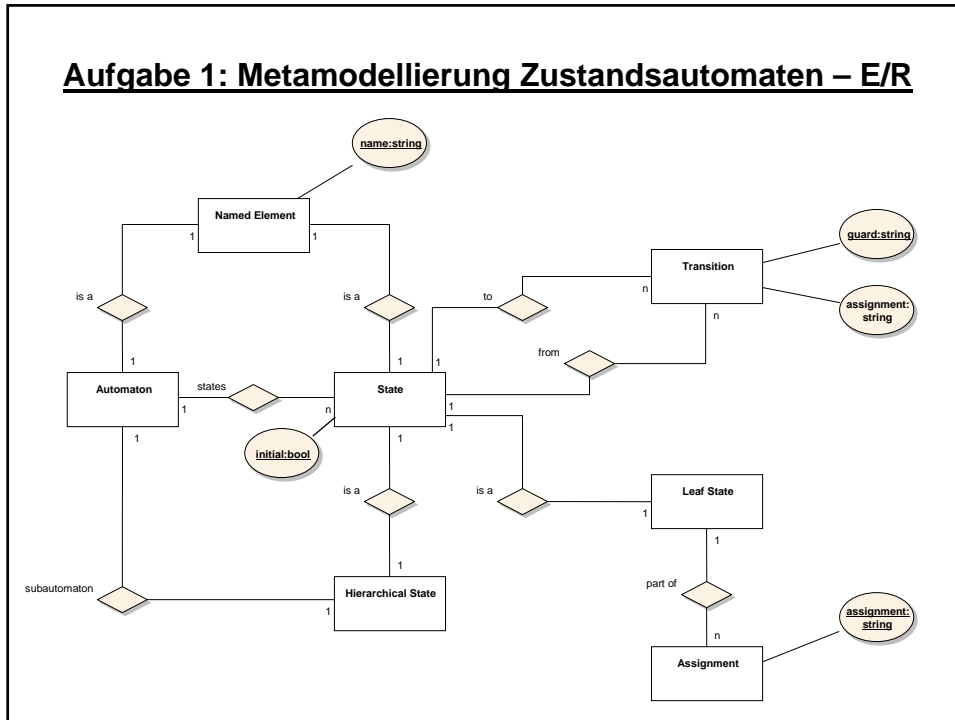 Aufgabe 1: Metamodellierung Zustandsautomaten – E/R
name:string
Named Element
1
1
guard:string
Transition
is a
is a
to
n
assignment:
string
n
from
1
1
1
Automaton
states
State
1
n
1
1
1
1
initial:bool
is a
is a
Leaf State
1
1
1
subautomaton
part of
Hierarchical State
1
assignment:
string
n
Assignment